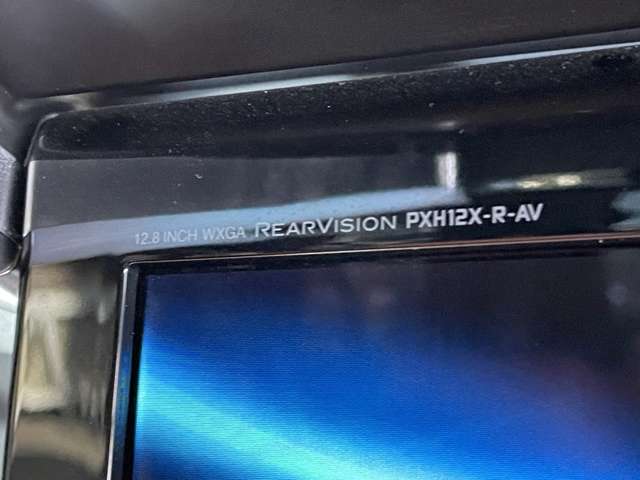 12.8 INCH WXGA REARVISION PXH12X-R-AV